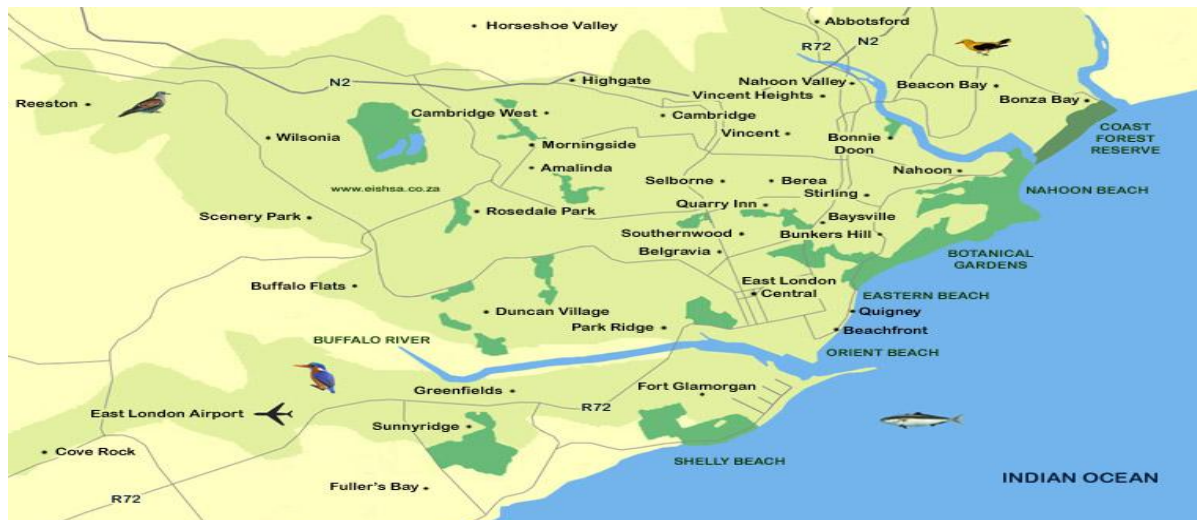 Horseshoe Valley
Abbotsford
R72
N2
N2
Highgate
Nahoon Valley
Beacon Bay
Vincent Heights
Bonza Bay
Reeston
Cambridge West
Cambridge
COAST
FOREST
RESERVE
Wilsonia
Vincent
Bonnie
Doon
Morningside
Amalinda
Nahoon
www.eishsa.co.za
Selborne
Berea
NAHOON BEACH
Stirling
Quarry Inn
Scenery Park
Rosedale Park
Baysville
Southernwood
Bunkers Hill
Belgravia
BOTANICAL
GARDENS
Buffalo Flats
East London
Central
EASTERN BEACH
Duncan Village
Quigney
Park Ridge
Beachfront
BUFFALO RIVER
ORIENT BEACH
Greenfields
Fort Glamorgan
R72
East London Airport
Sunnyridge
Cove Rock
SHELLY BEACH
INDIAN OCEAN
Fuller's Bay
R72